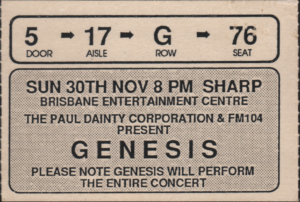 5 → 17 → G → 76
DOOR AISLE ROW SEAT
SUN 30TH NOV 8 PM SHARP
BRISBANE ENTERTAINMENT CENTRE
THE PAUL DAINTY CORPORATION & FM104
PRESENT
GENESIS
PLEASE NOTE GENESIS WILL PERFORM
THE ENTIRE CONCERT